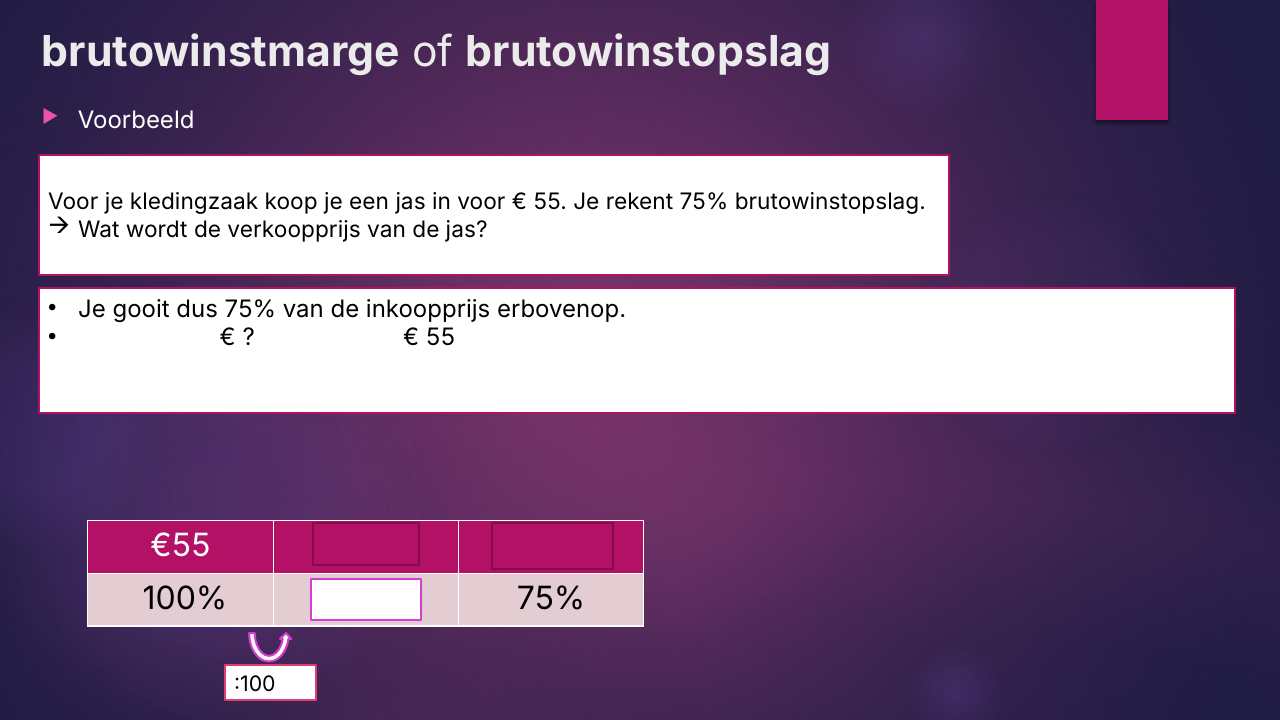 brutowinstmarge of brutowinstopslag
Voorbeeld
Voor je kledingzaak koop je een jas in voor € 55. Je rekent 75% brutowinstopslag.
→ Wat wordt de verkoopprijs van de jas?
• Je gooit dus 75% van de inkoopprijs erbovenop.
• € ? € 55
€55
100% 75%
:100